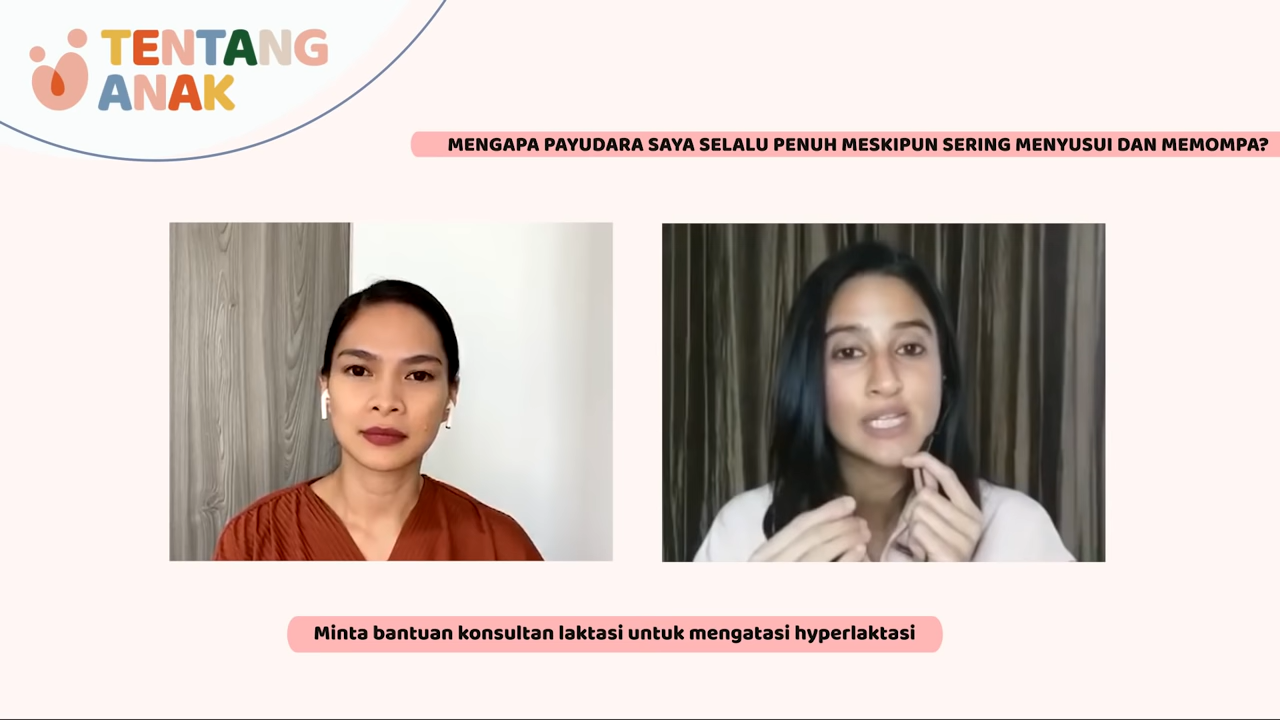 TENTANG
ANAK
MENGAPA PAYUDARA SAYA SELALU PENUH MESKIPUN SERING MENYUSUI DAN MEMOMPA?
Minta bantuan konsultan laktasi untuk mengatasi hyperlaktasi